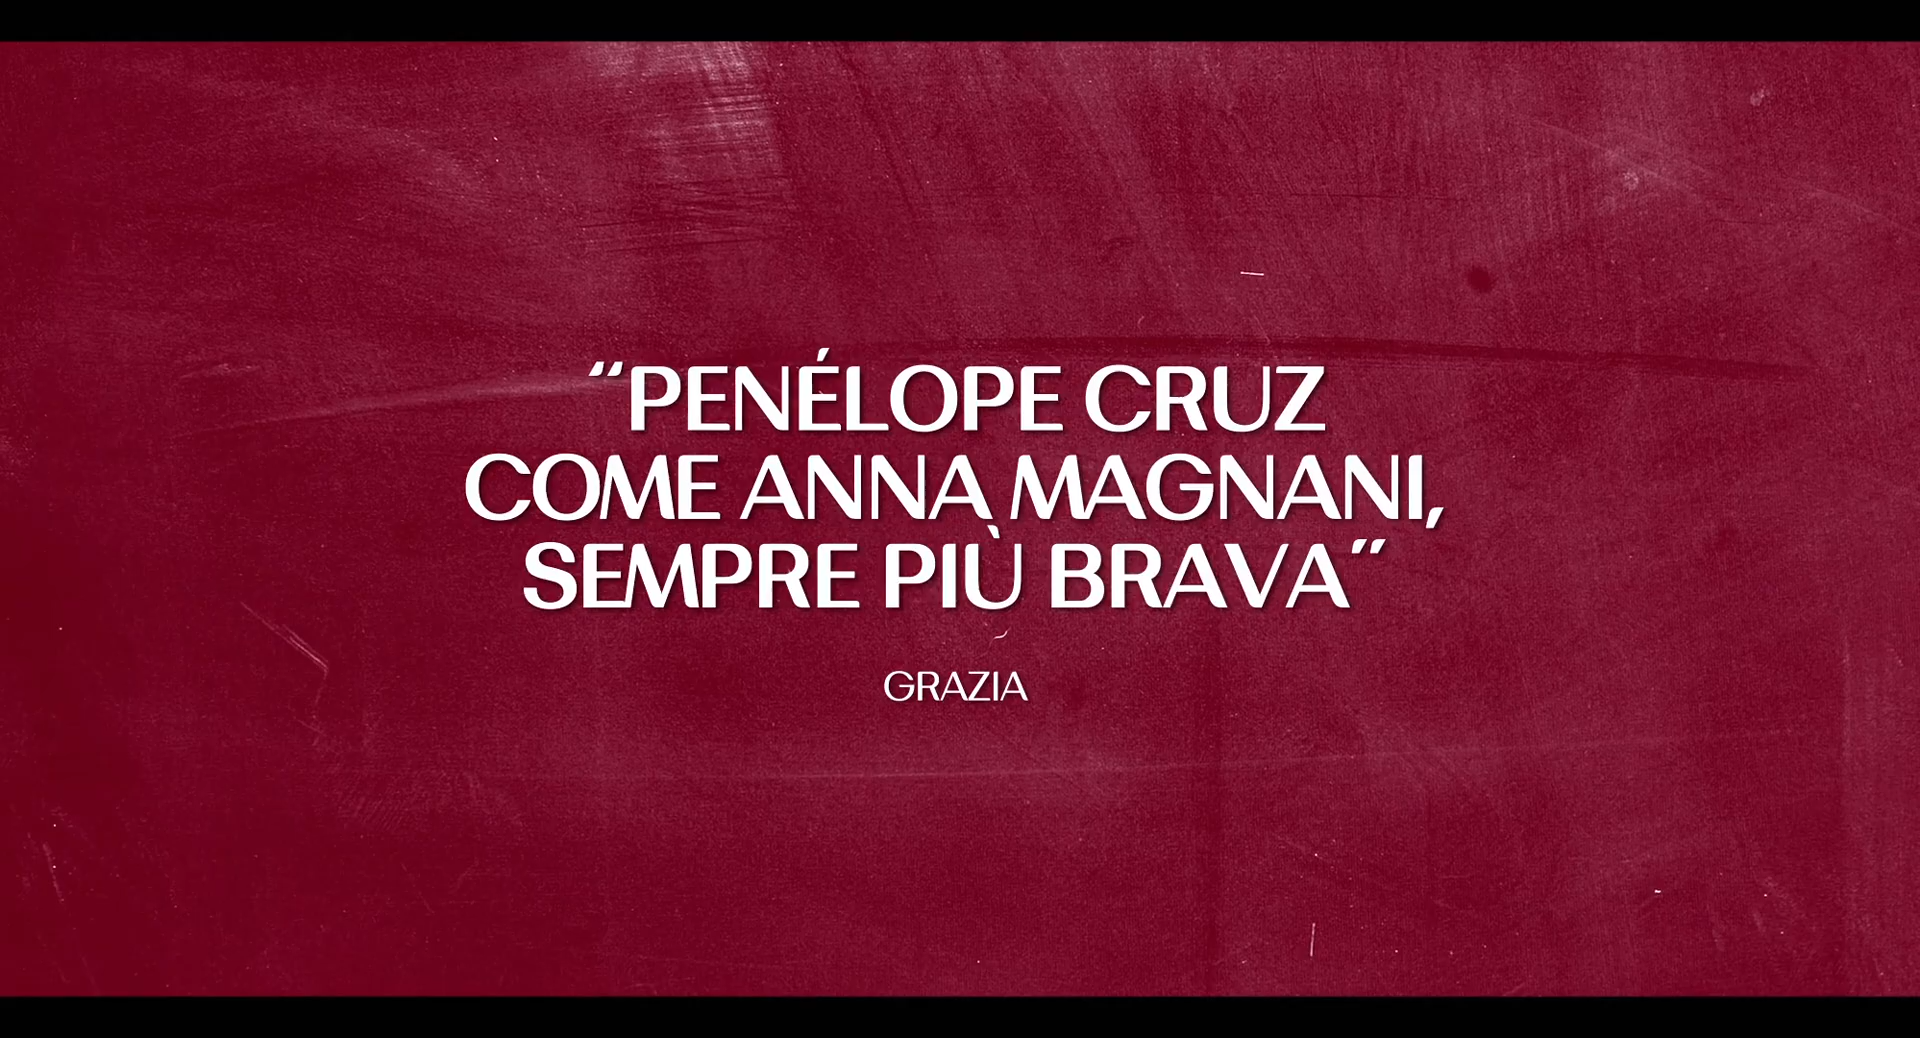 “PENÉLOPE CRUZ
COME ANNA MAGNANI,
SEMPRE PIÙ BRAVA”
GRAZIA